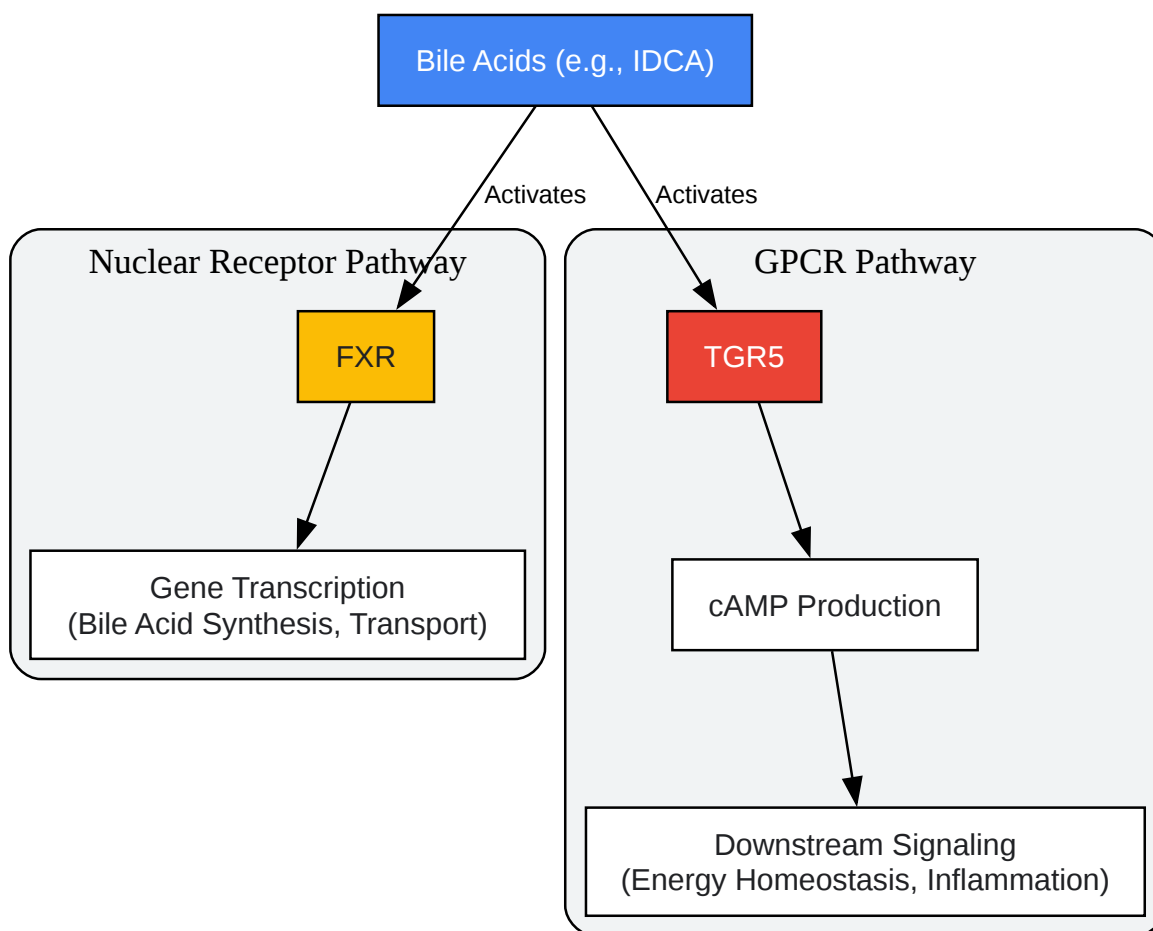 Bile Acids (e.g., IDCA)
Activates
Activates
Nuclear Receptor Pathway
GPCR Pathway
FXR
TGR5
Gene Transcription
(Bile Acid Synthesis, Transport)
cAMP Production
Downstream Signaling
(Energy Homeostasis, Inflammation)